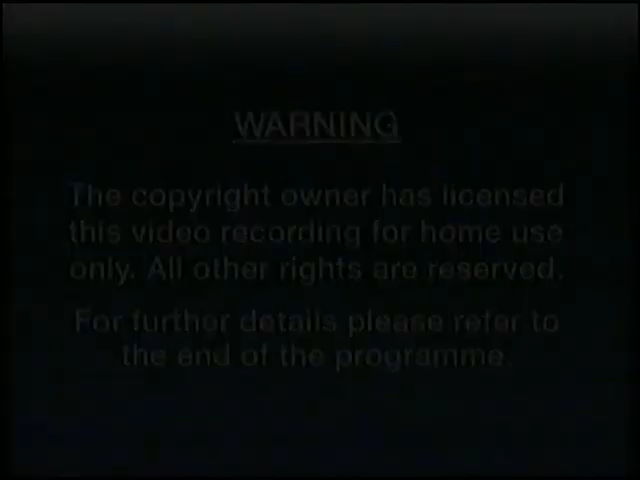 WARNING
The copyright owner has licensed
this video recording for home use
only. All other rights are reserved.
For further details please refer to
the end of the programme.